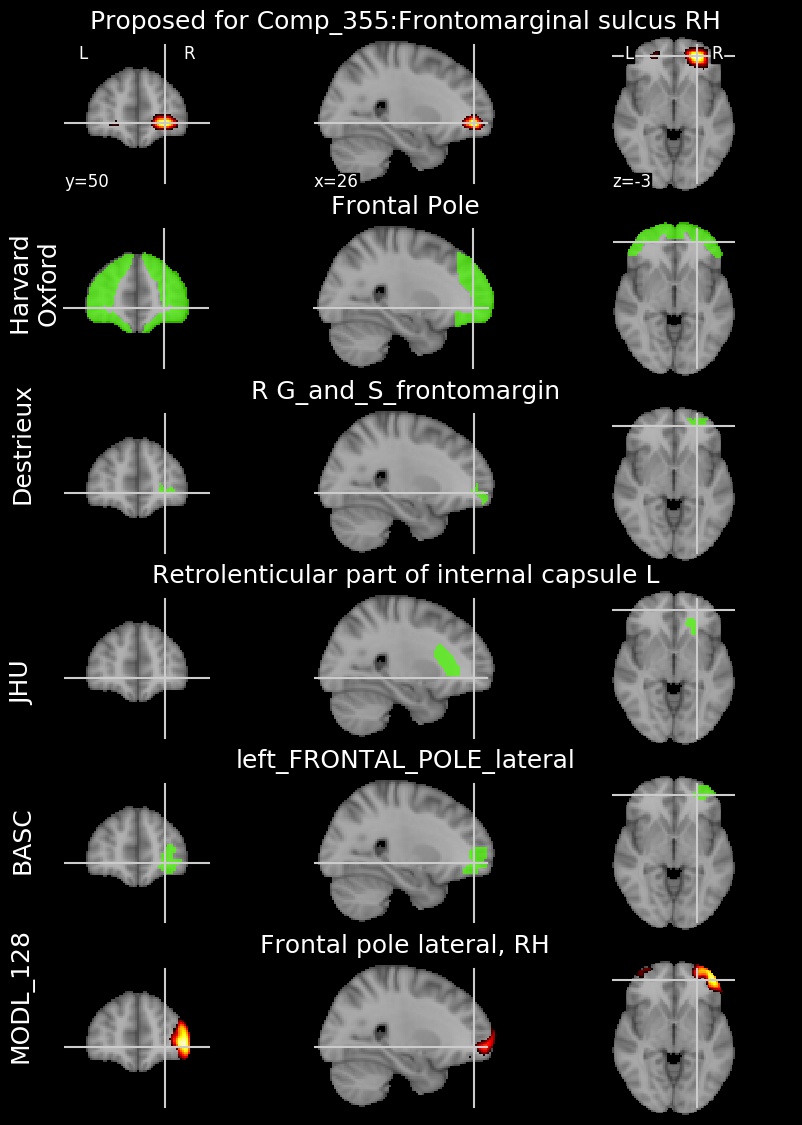 Proposed for Comp_355:Frontomarginal sulcus RH
L R
L R
y=50
x=26
z=-3
Frontal Pole
Harvard
Oxford
R G_and_S_frontomargin
Destrieux
Retrolenticular part of internal capsule L
JHU
left_FRONTAL_POLE_lateral
BASC
Frontal pole lateral, RH
MODL_128